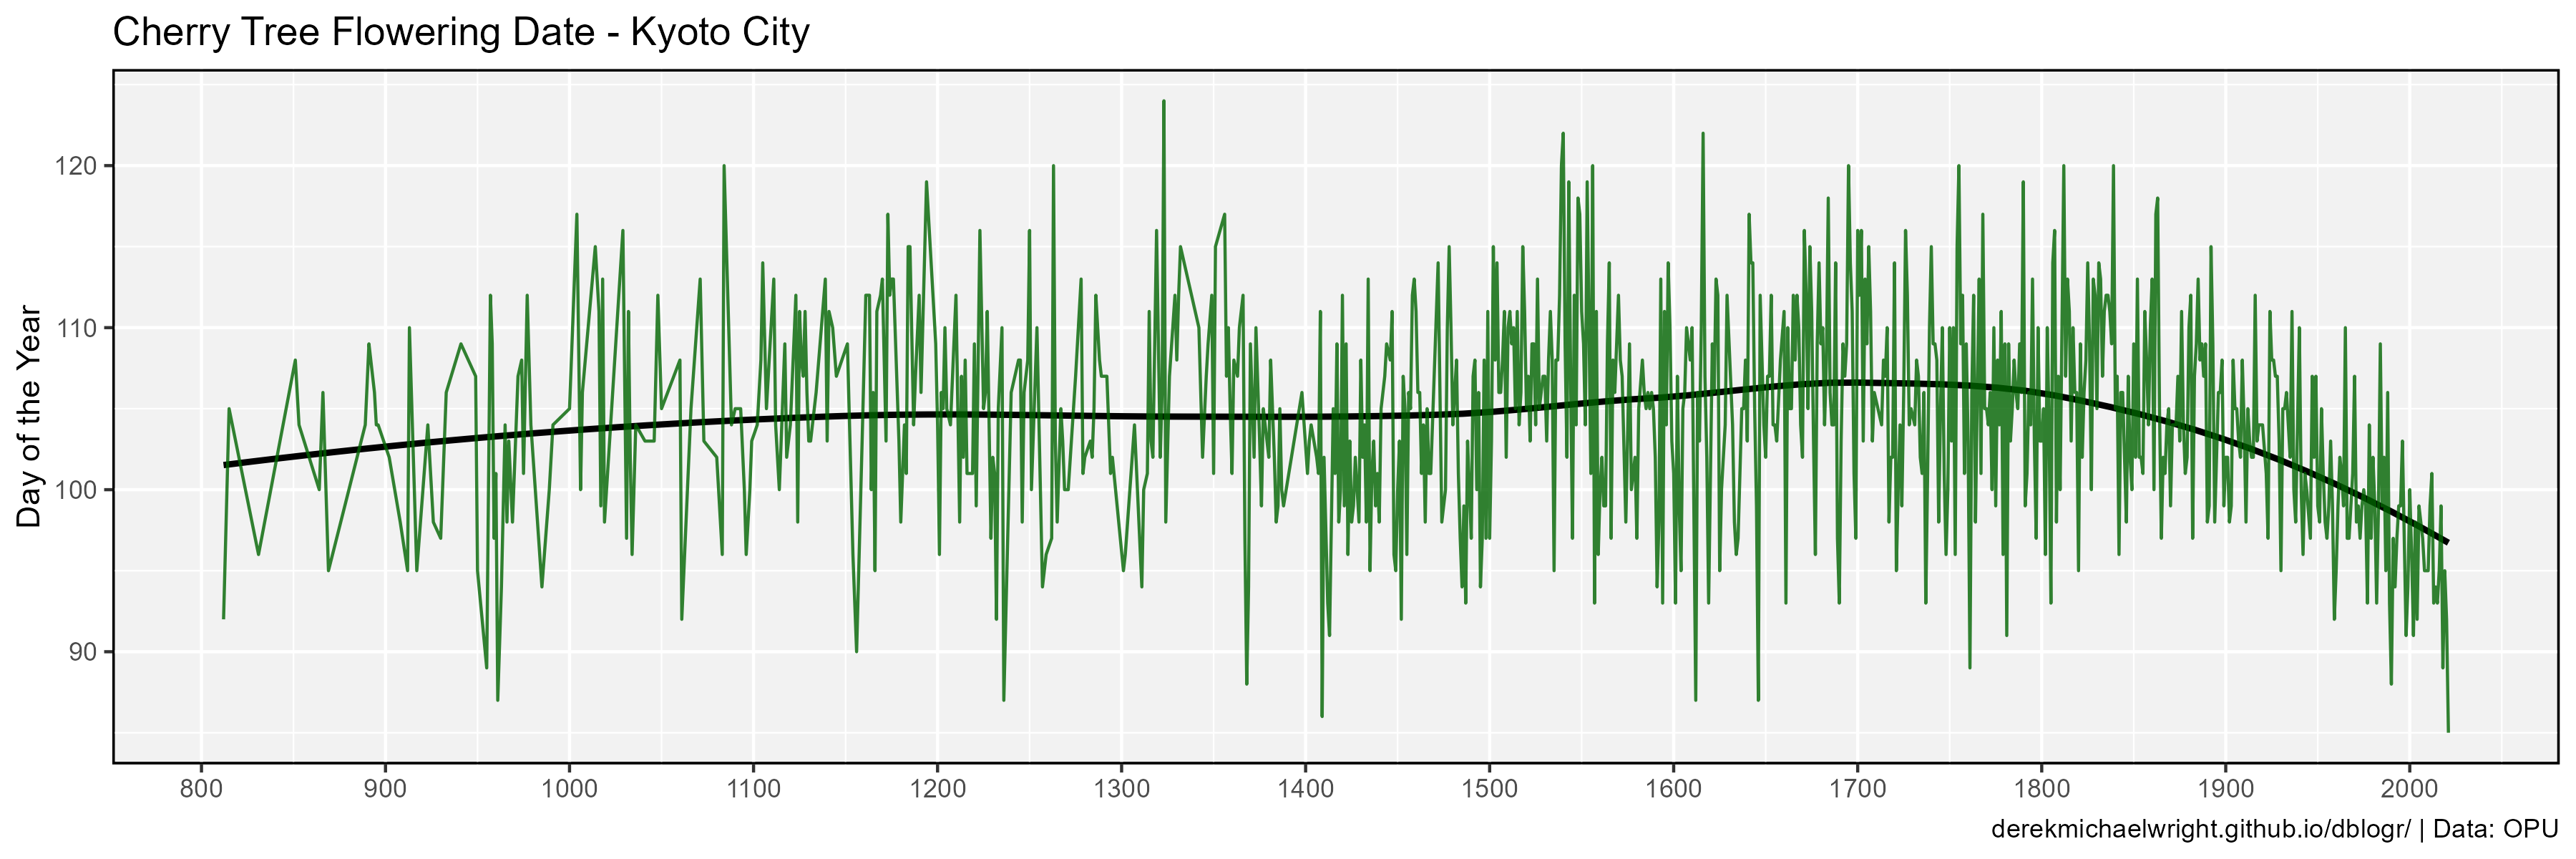 Cherry Tree Flowering Date - Kyoto City
Day of the Year
120
110
100
90
800 900 1000 1100 1200 1300 1400 1500 1600 1700 1800 1900 2000
derekmichaelwright.github.io/dblogr/ | Data: OPU